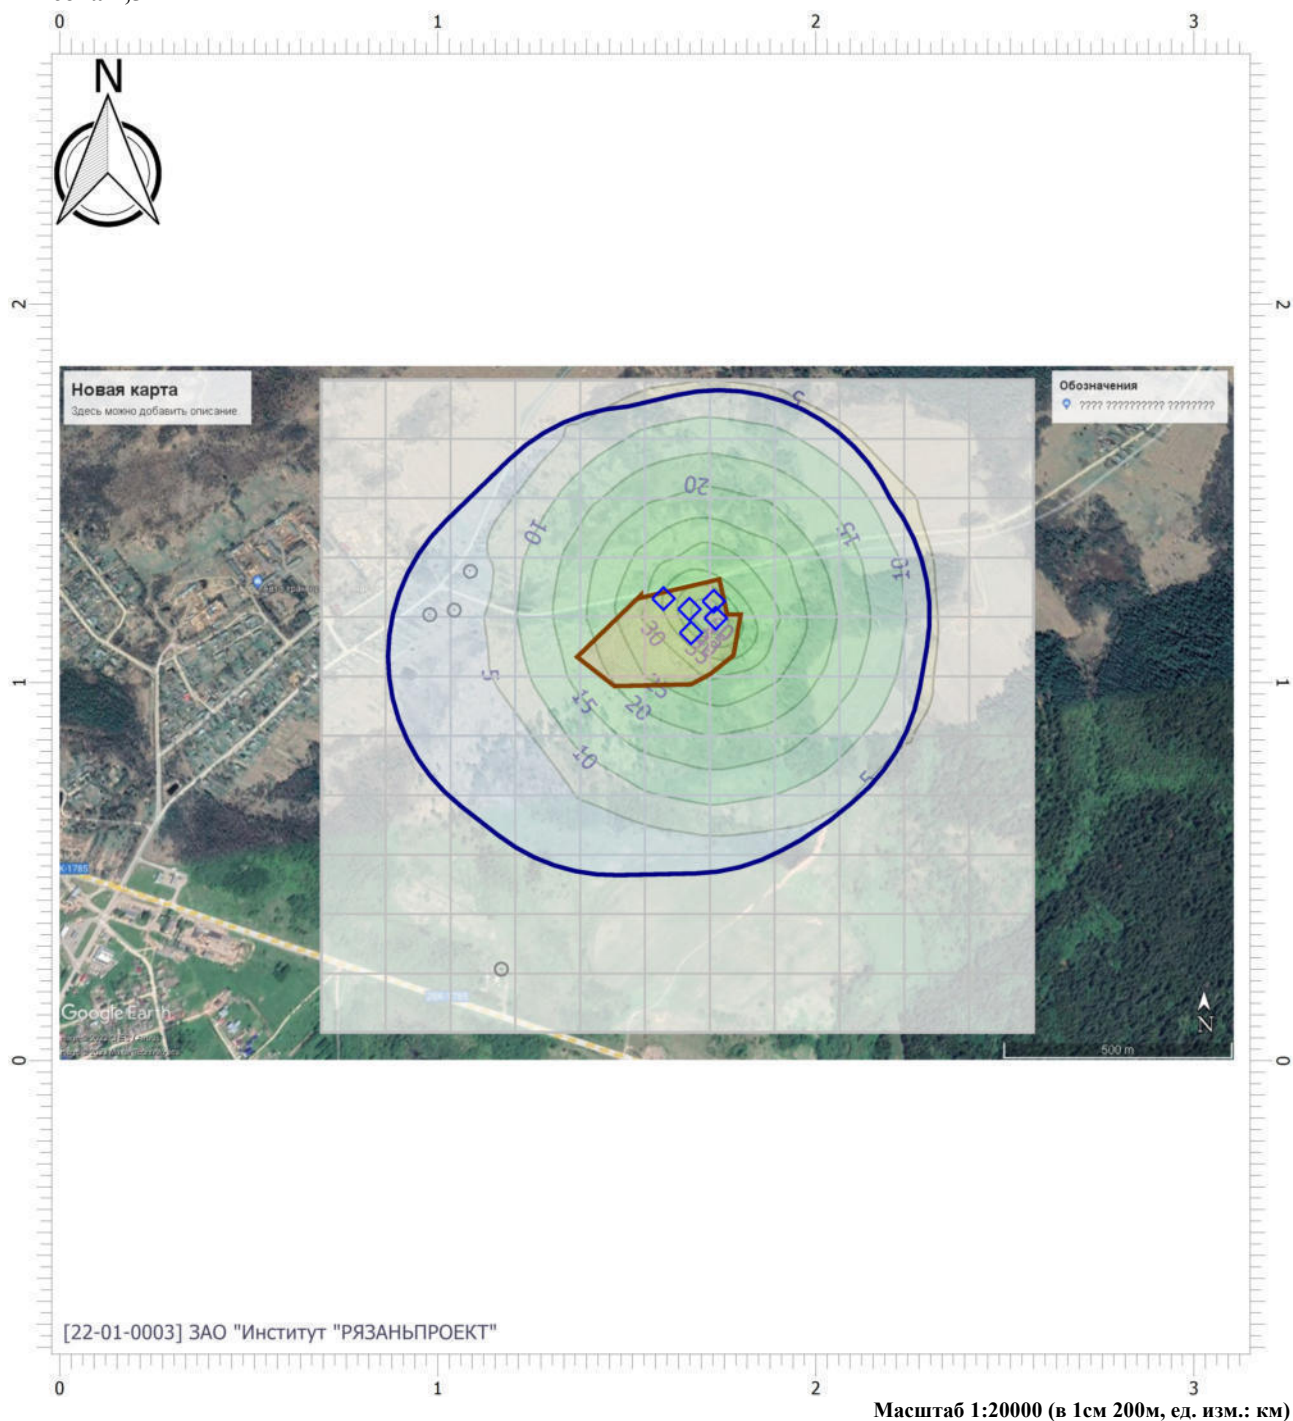 0 1 2 3
N
2 2
Новая карта
Здесь можно добавить описание.
Обозначения
???? ?????????? ????????
5
20
10
15
10
30
5
15
20
10
5
1 1
K-1785
Google Earth
N
500 m
0 0
[22-01-0003] ЗАО "Институт "РЯЗАНЬПРОЕКТ"
0 1 2 3
Масштаб 1:20000 (в 1см 200м, ед. изм.: км)